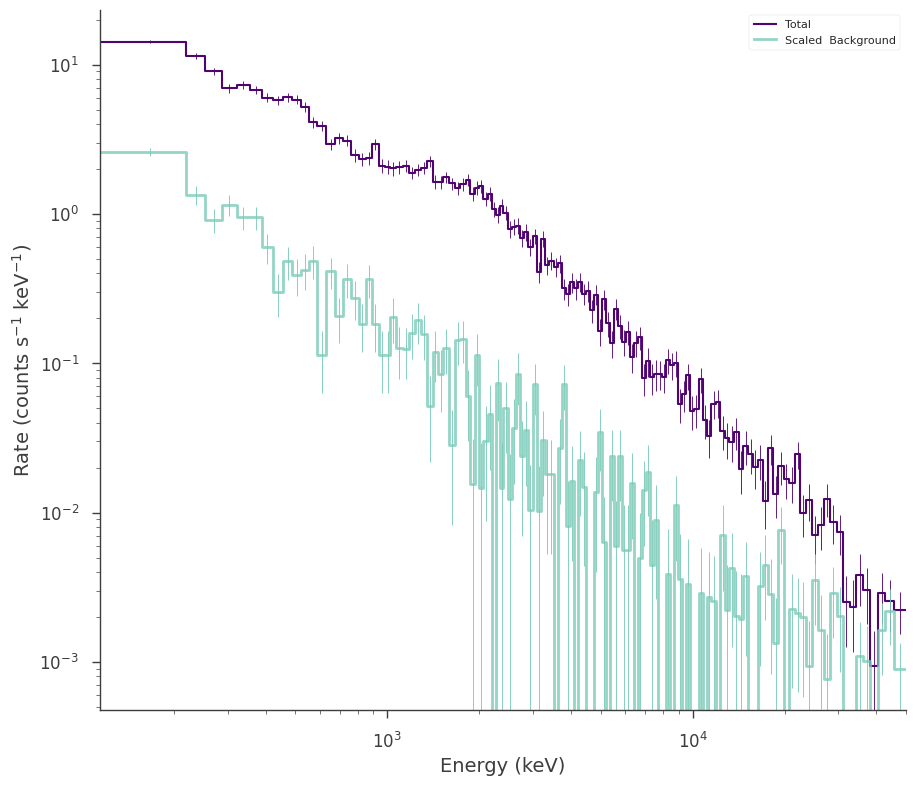 Total
Scaled  Background
10¹
10⁰
10⁻¹
10⁻²
10⁻³
Rate (counts s⁻¹ keV⁻¹)
10³
10⁴
Energy (keV)